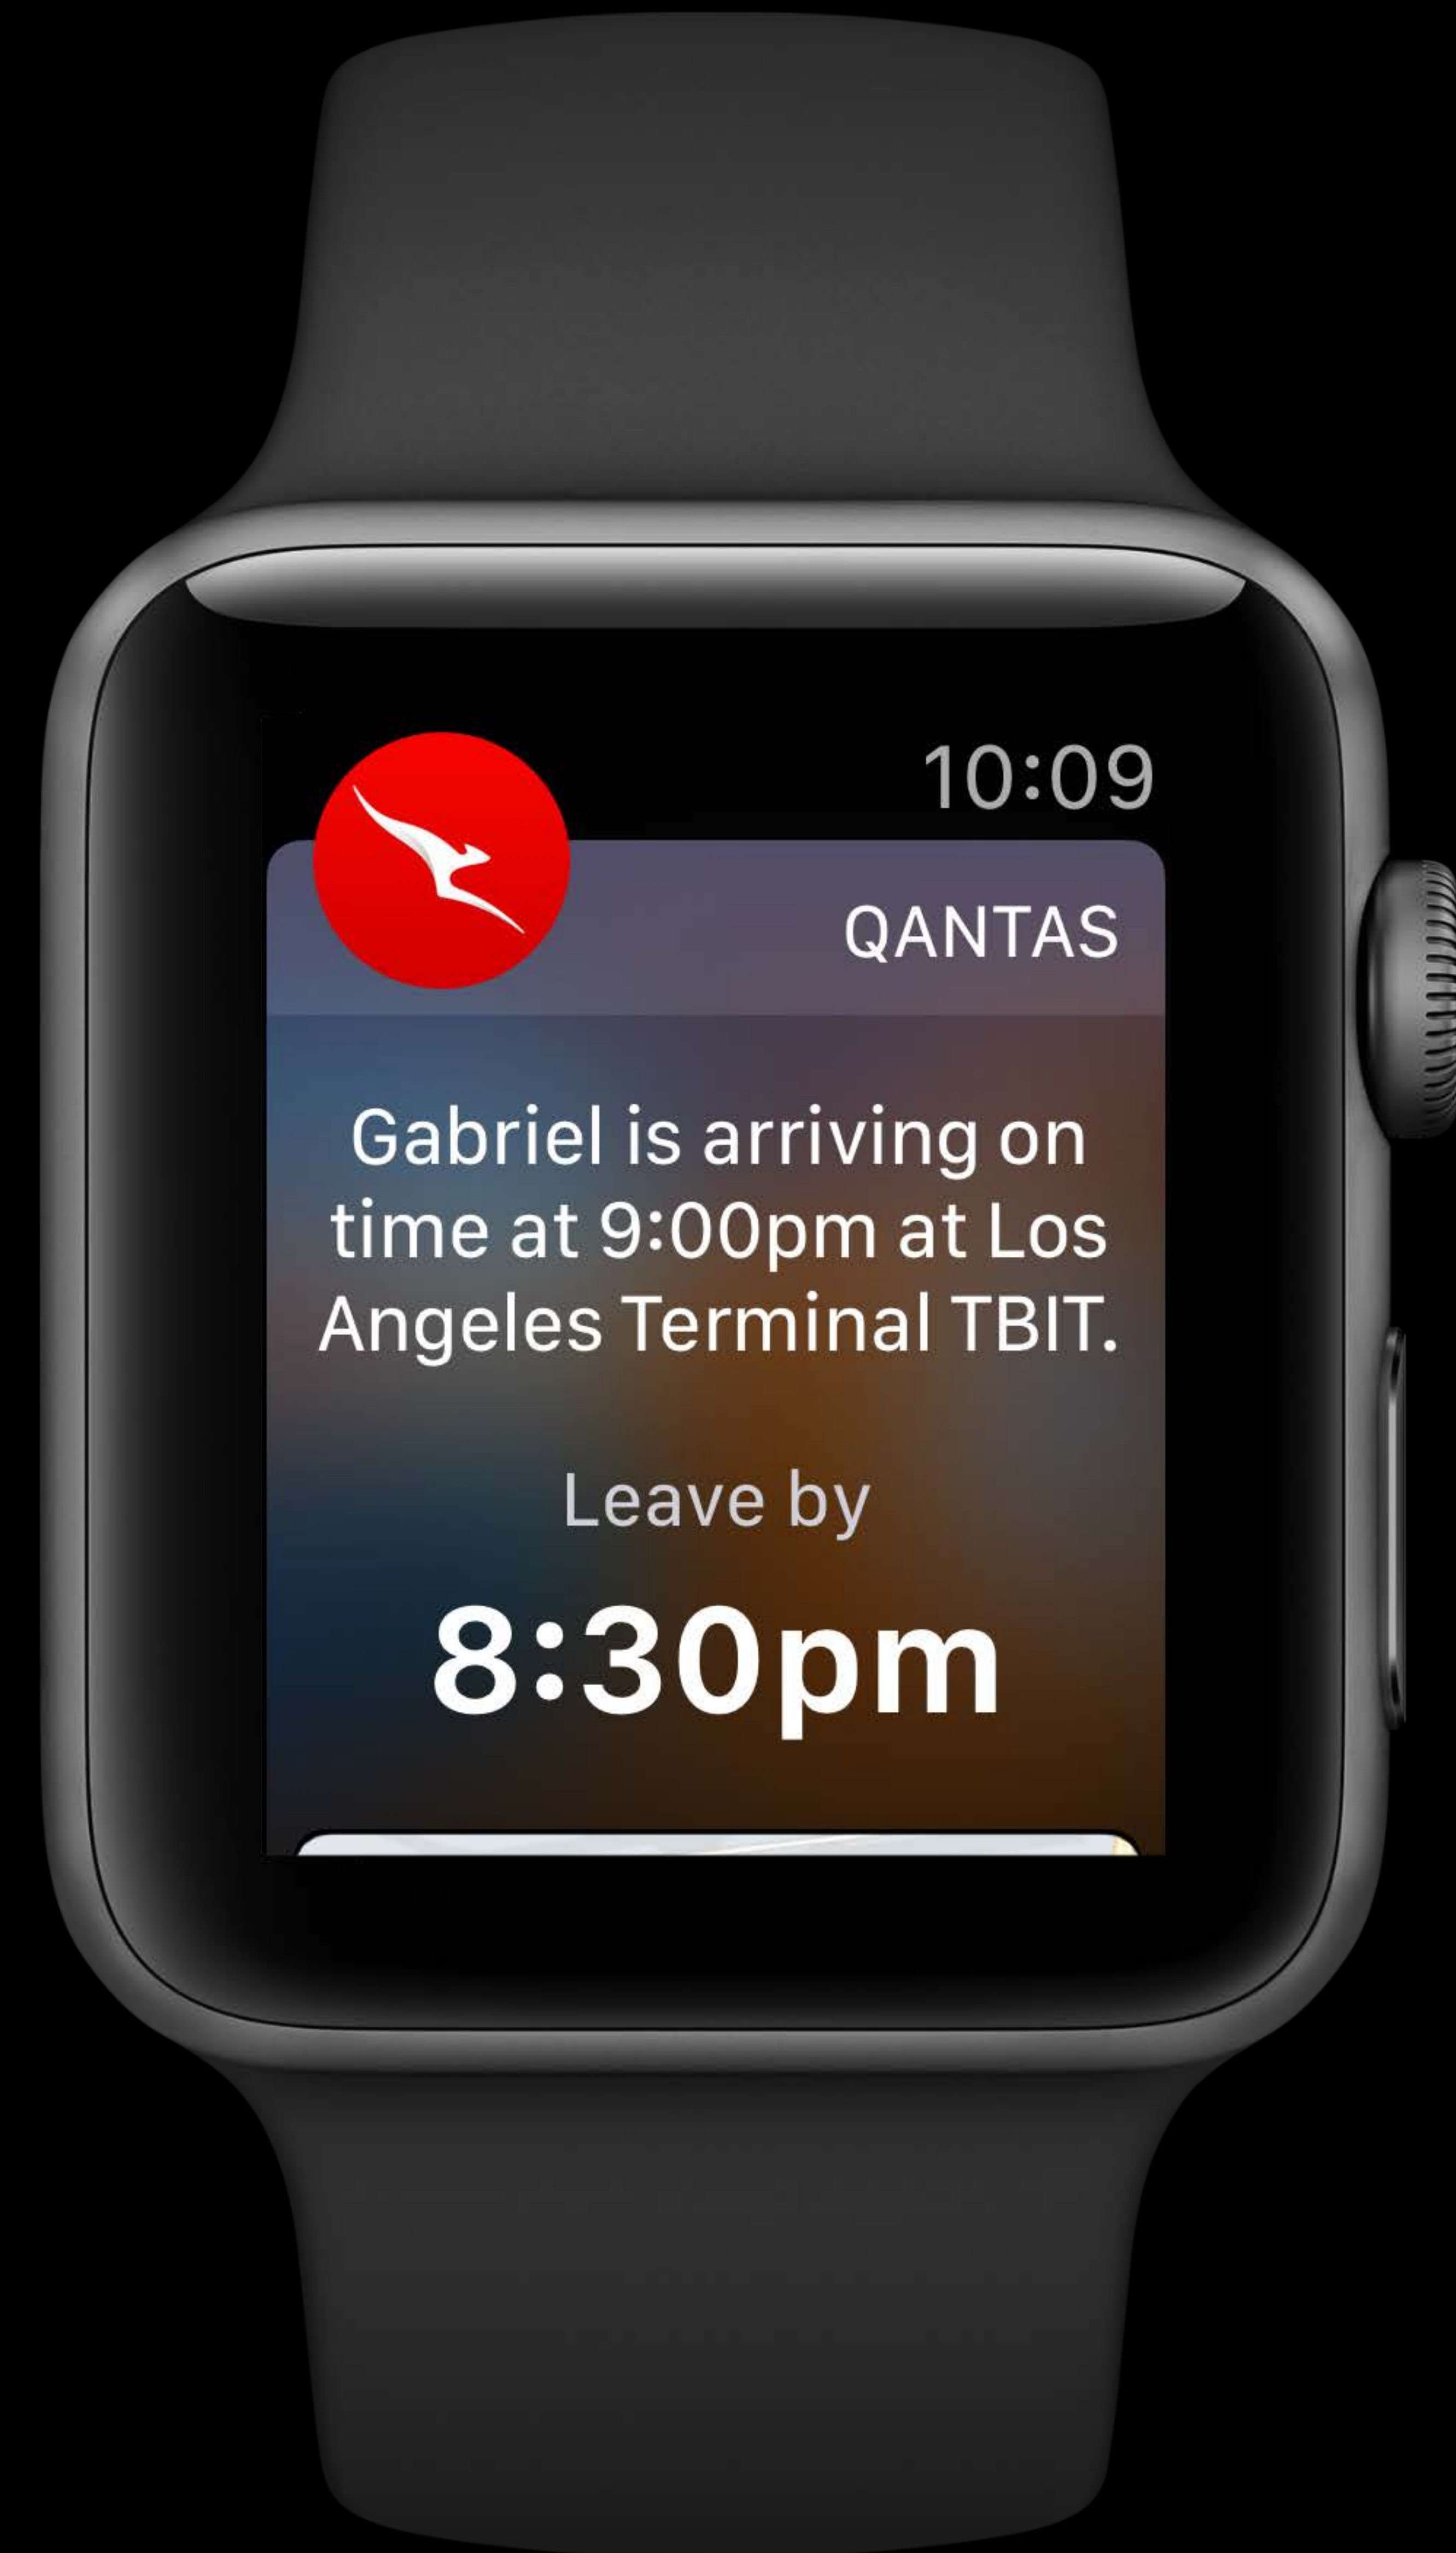 10:09
QANTAS
Gabriel is arriving on
time at 9:00pm at Los
Angeles Terminal TBIT.
Leave by
8:30pm